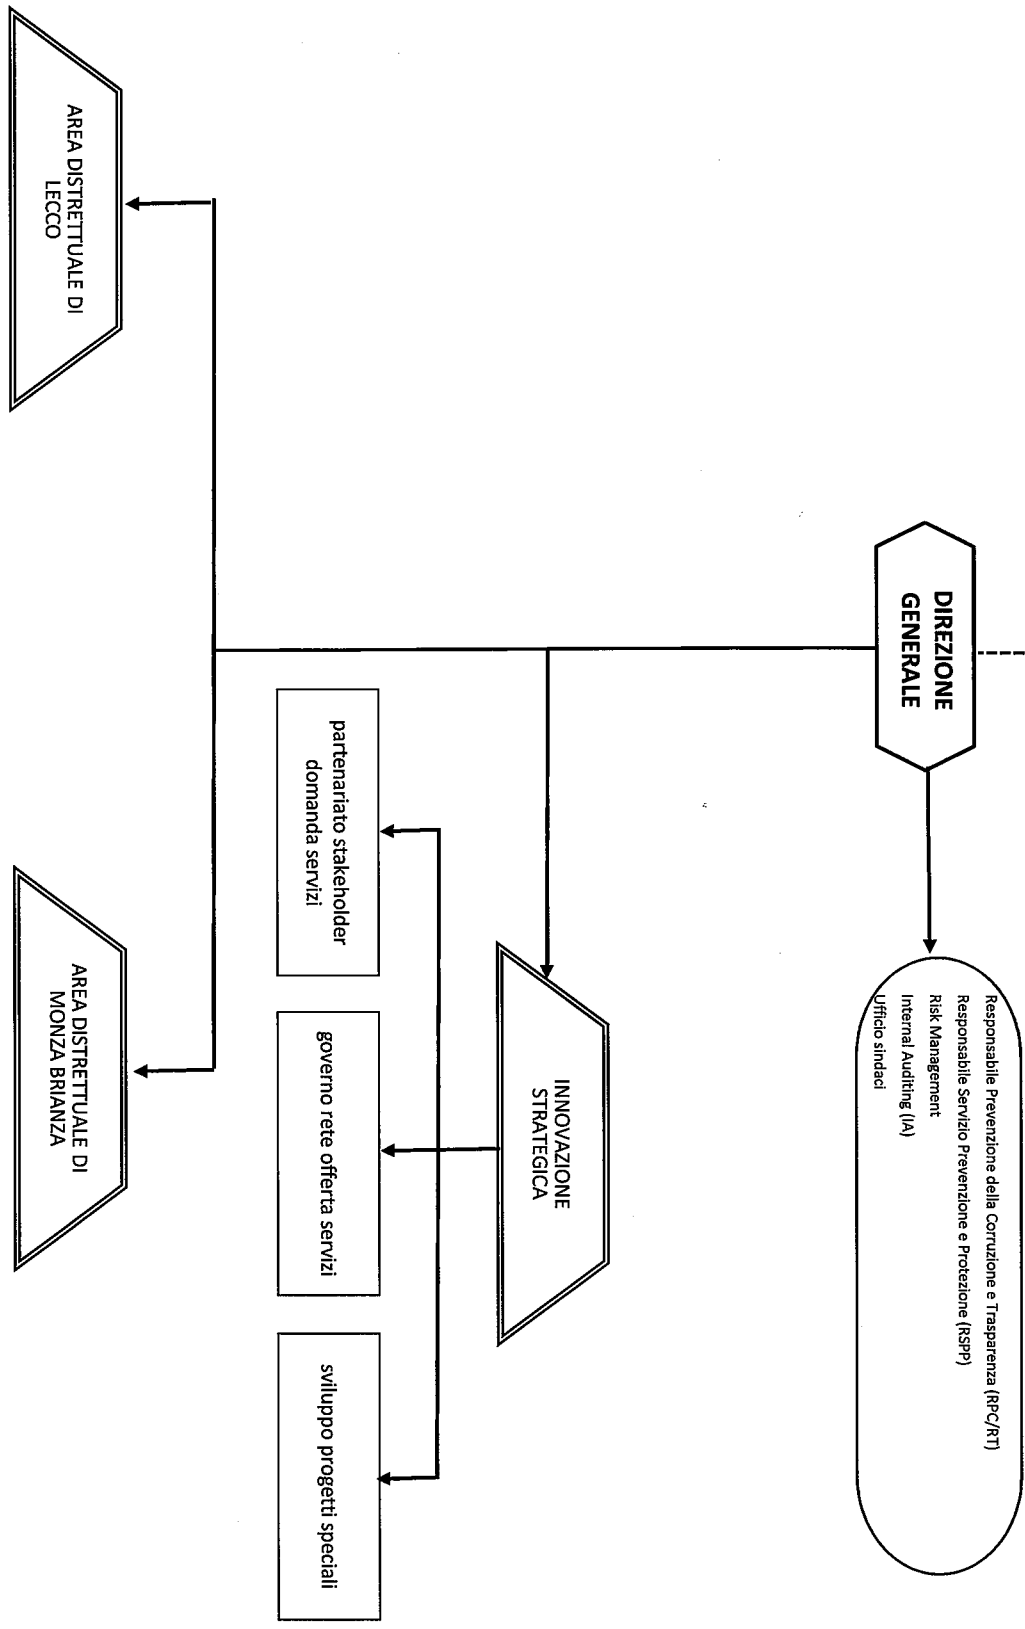 DIREZIONE
GENERALE
Responsabile Prevenzione della Corruzione e Trasparenza (RPC/RT)
Responsabile Servizio Prevenzione e Protezione (RSPP)
Risk Management
Internal Auditing (IA)
Ufficio sindaci
INNOVAZIONE
STRATEGICA
partenariato stakeholder
domanda servizi
governo rete offerta servizi
sviluppo progetti speciali
AREA DISTRETTUALE DI
LECCO
AREA DISTRETTUALE DI
MONZA BRIANZA